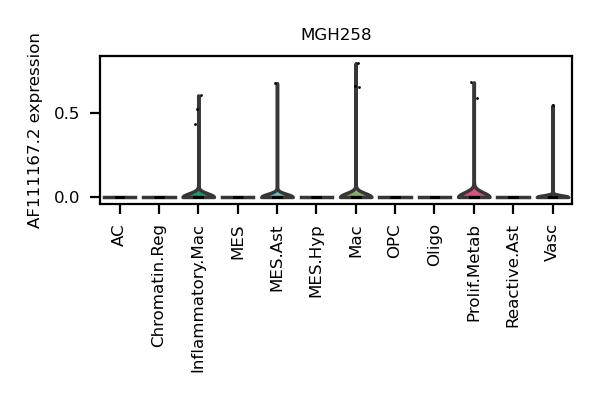 MGH258
AF111167.2 expression
0.5
0.0
AC
Chromatin.Reg
Inflammatory.Mac
MES
MES.Ast
MES.Hyp
Mac
OPC
Oligo
Prolif.Metab
Reactive.Ast
Vasc